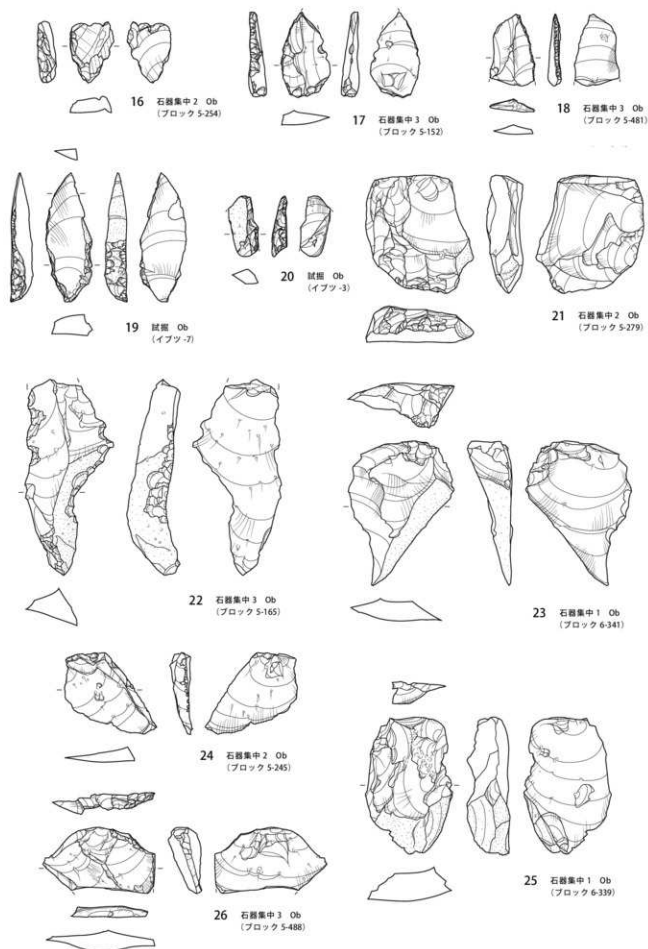 16 石器集中 2 Ob
(ブロック 5-254)
17 石器集中 3 Ob
(ブロック 5-152)
18 石器集中 3 Ob
(ブロック 5-481)
19 試掘 Ob
(イブツ -7)
20 試掘 Ob
(イブツ -3)
21 石器集中 2 Ob
(ブロック 5-279)
22 石器集中 3 Ob
(ブロック 5-165)
23 石器集中 1 Ob
(ブロック 6-341)
24 石器集中 2 Ob
(ブロック 5-245)
25 石器集中 1 Ob
(ブロック 6-339)
26 石器集中 3 Ob
(ブロック 5-488)